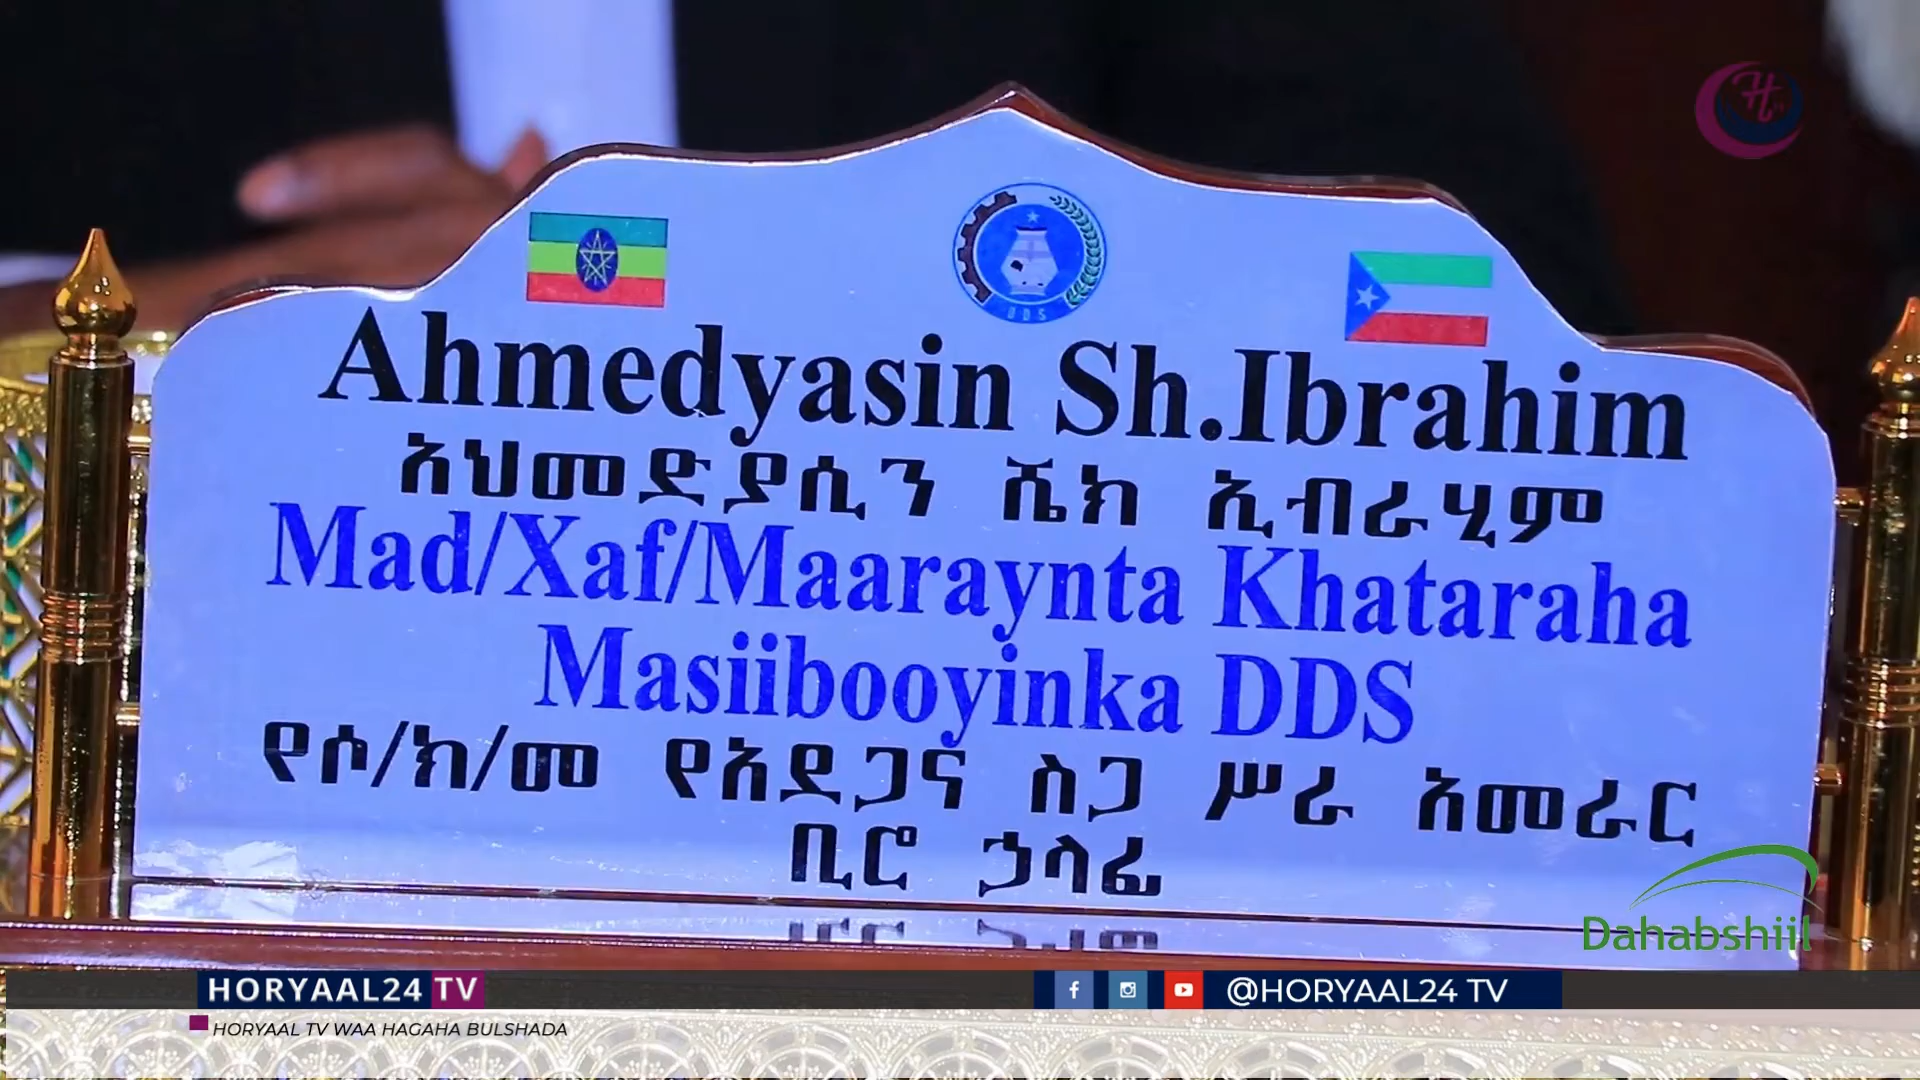 H
DDS
Ahmedyasin Sh.Ibrahim
አህመድያሲን ሼክ ኢብራሂም
Mad/Xaf/Maaraynta Khataraha
Masiibooyinka DDS
የሶ/ክ/መ የአደጋና ስጋ ሥራ አመራር
ቢሮ ኃላፊ
Dahabshiil
HORYAAL24 TV
@HORYAAL24 TV
HORYAAL TV WAA HAGAHA BULSHADA